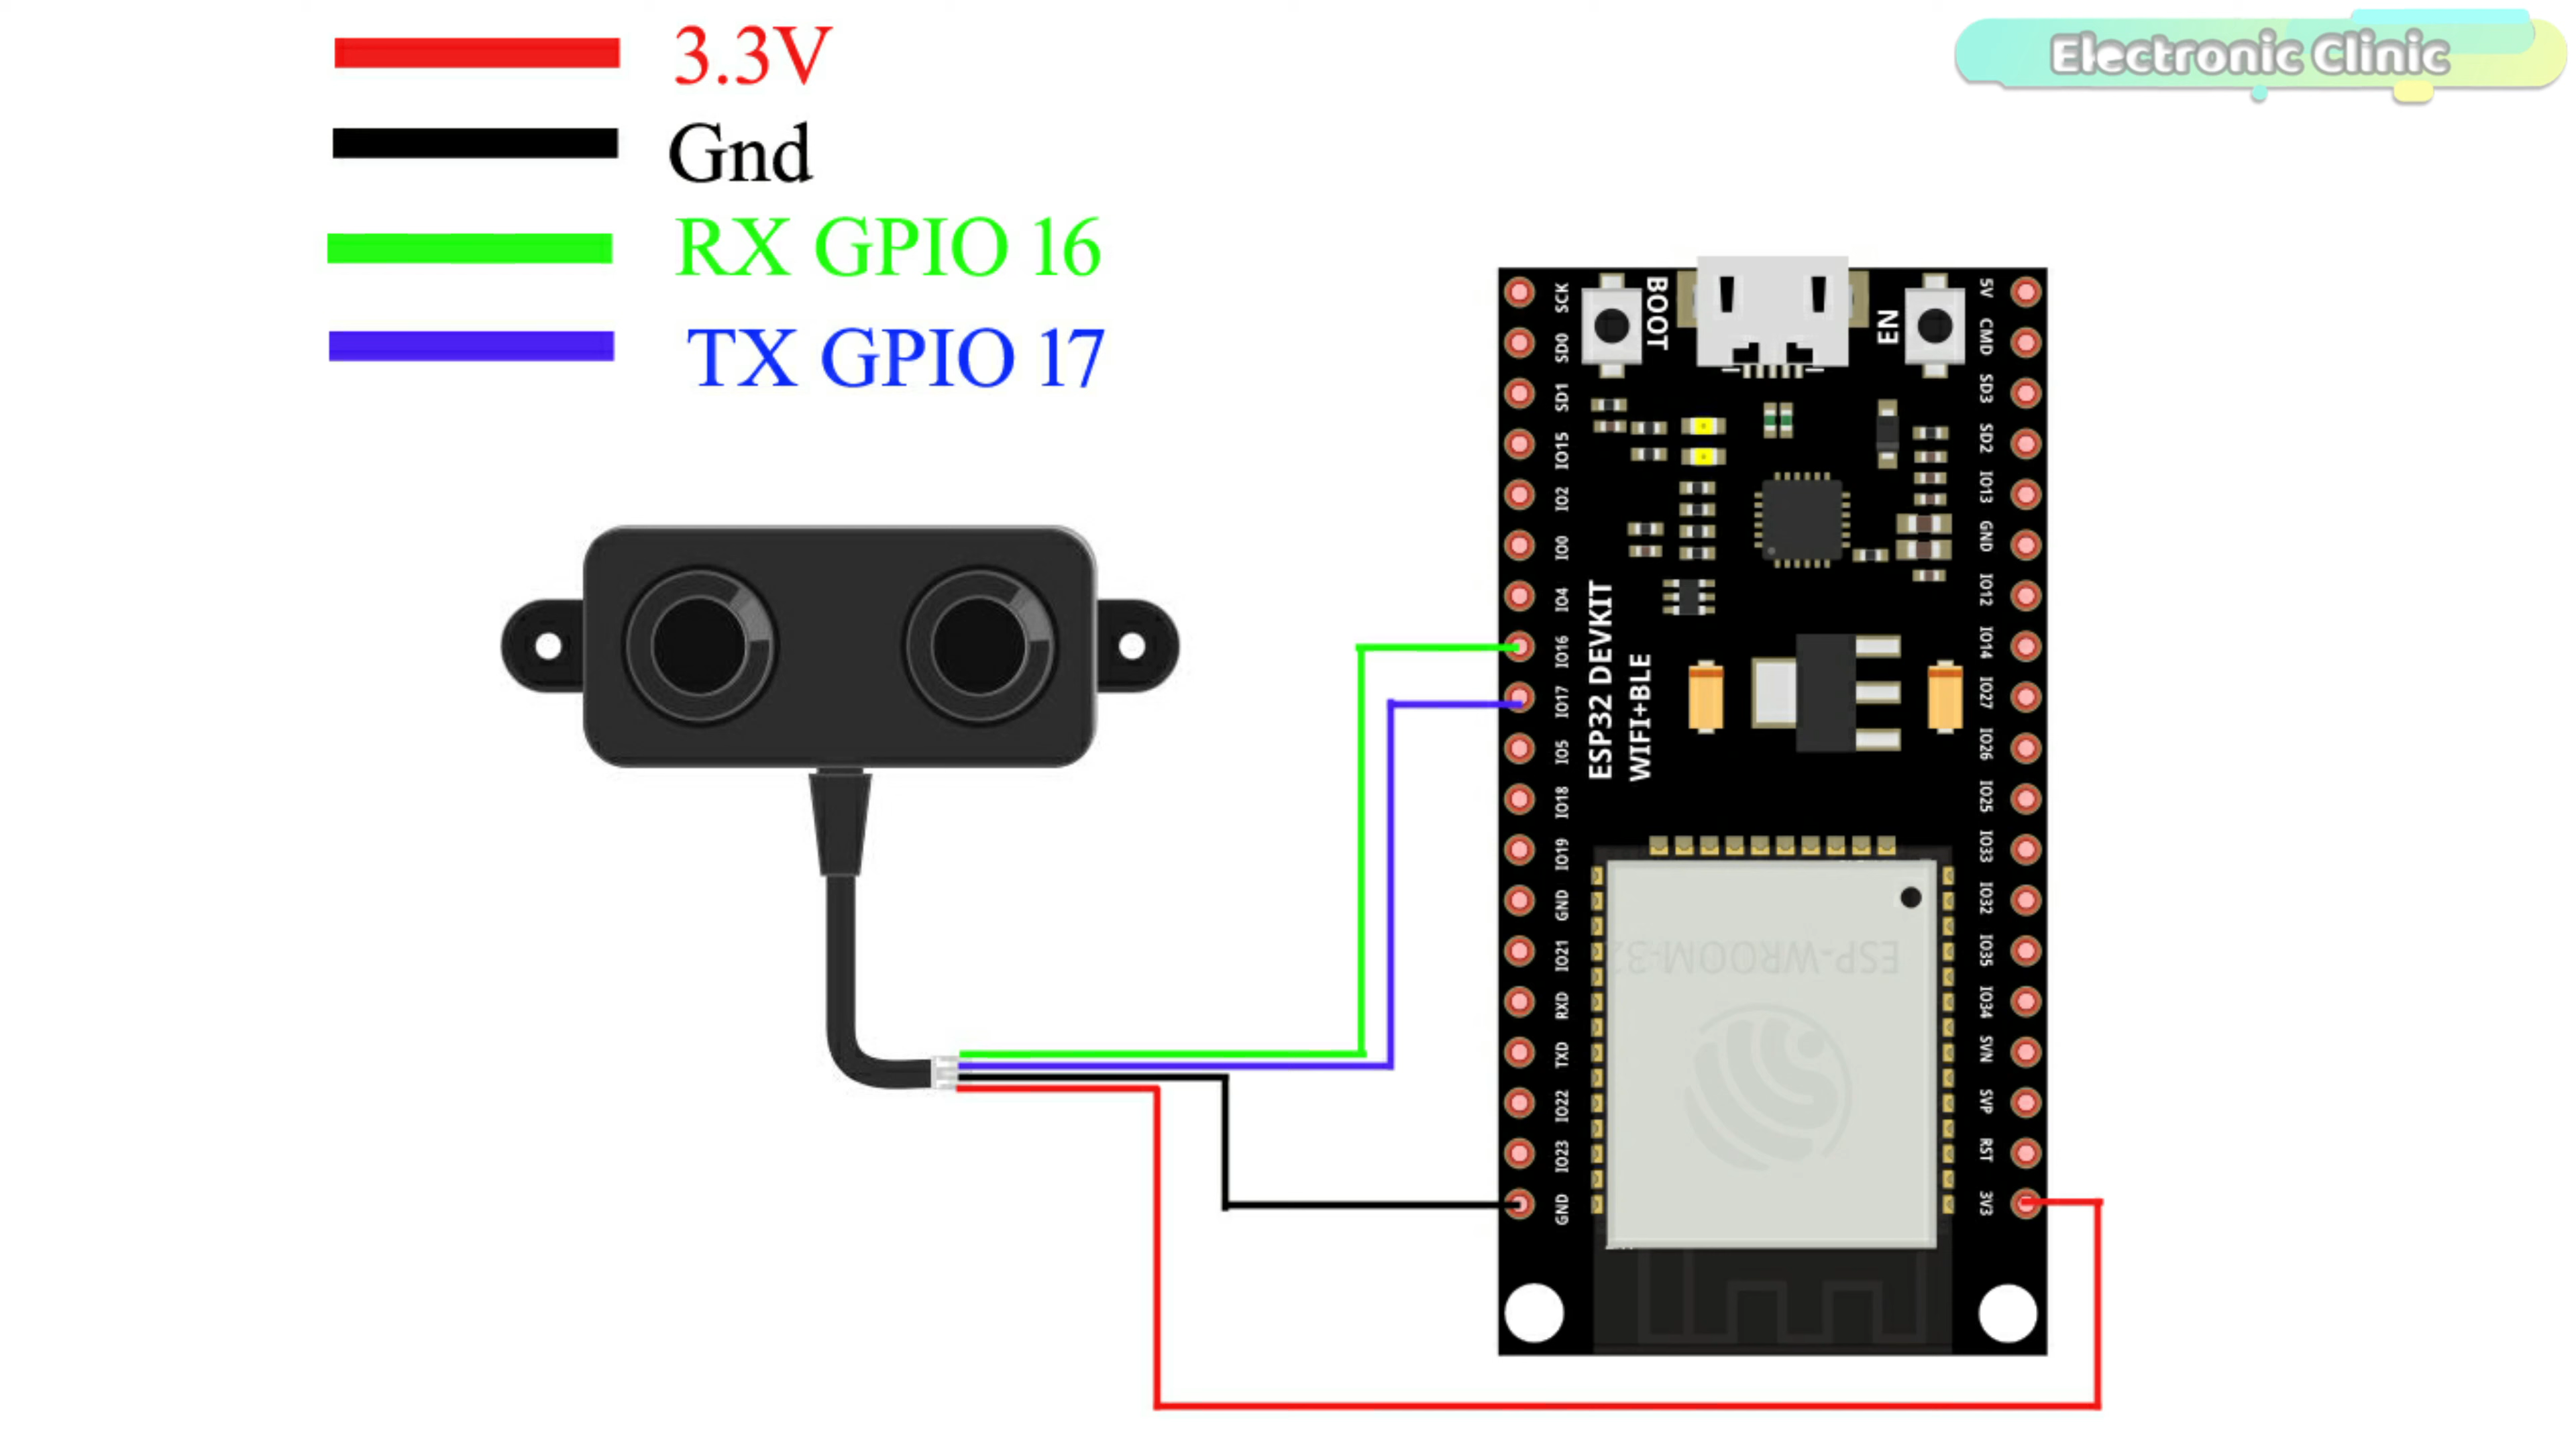 3.3V
Gnd
RX GPIO 16
TX GPIO 17
Electronic Clinic
SCK
SD0
SD1
IO15
IO2
IO0
IO4
IO16
IO17
IO5
IO18
IO19
GND
IO21
RXD
TXD
IO22
IO23
GND
BOOT
EN
ESP32 DEVKIT
WIFI+BLE
ESP-WROOM-32
5V
CMD
SD3
SD2
IO13
GND
IO12
IO14
IO27
IO26
IO25
IO33
IO32
IO35
IO34
SVN
SVP
RST
3V3